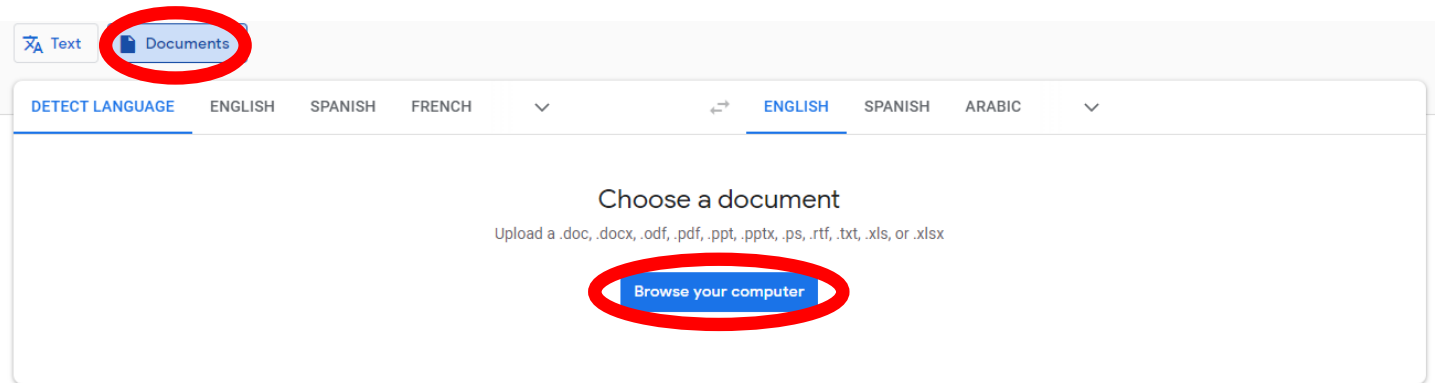 Text Documents
DETECT LANGUAGE ENGLISH SPANISH FRENCH ENGLISH SPANISH ARABIC
Choose a document
Upload a .doc, .docx, .odf, .pdf, .ppt, .pptx, .ps, .rtf, .txt, .xls, or .xlsx
Browse your computer